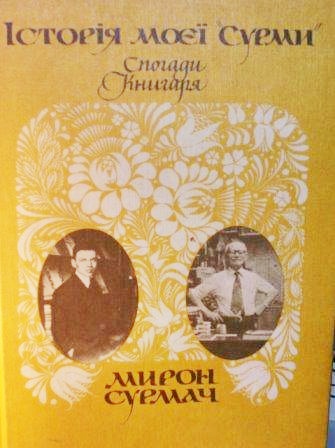 Історія моєї "Сурми"
Спогади
Книгаря
Мирон
Сурмач